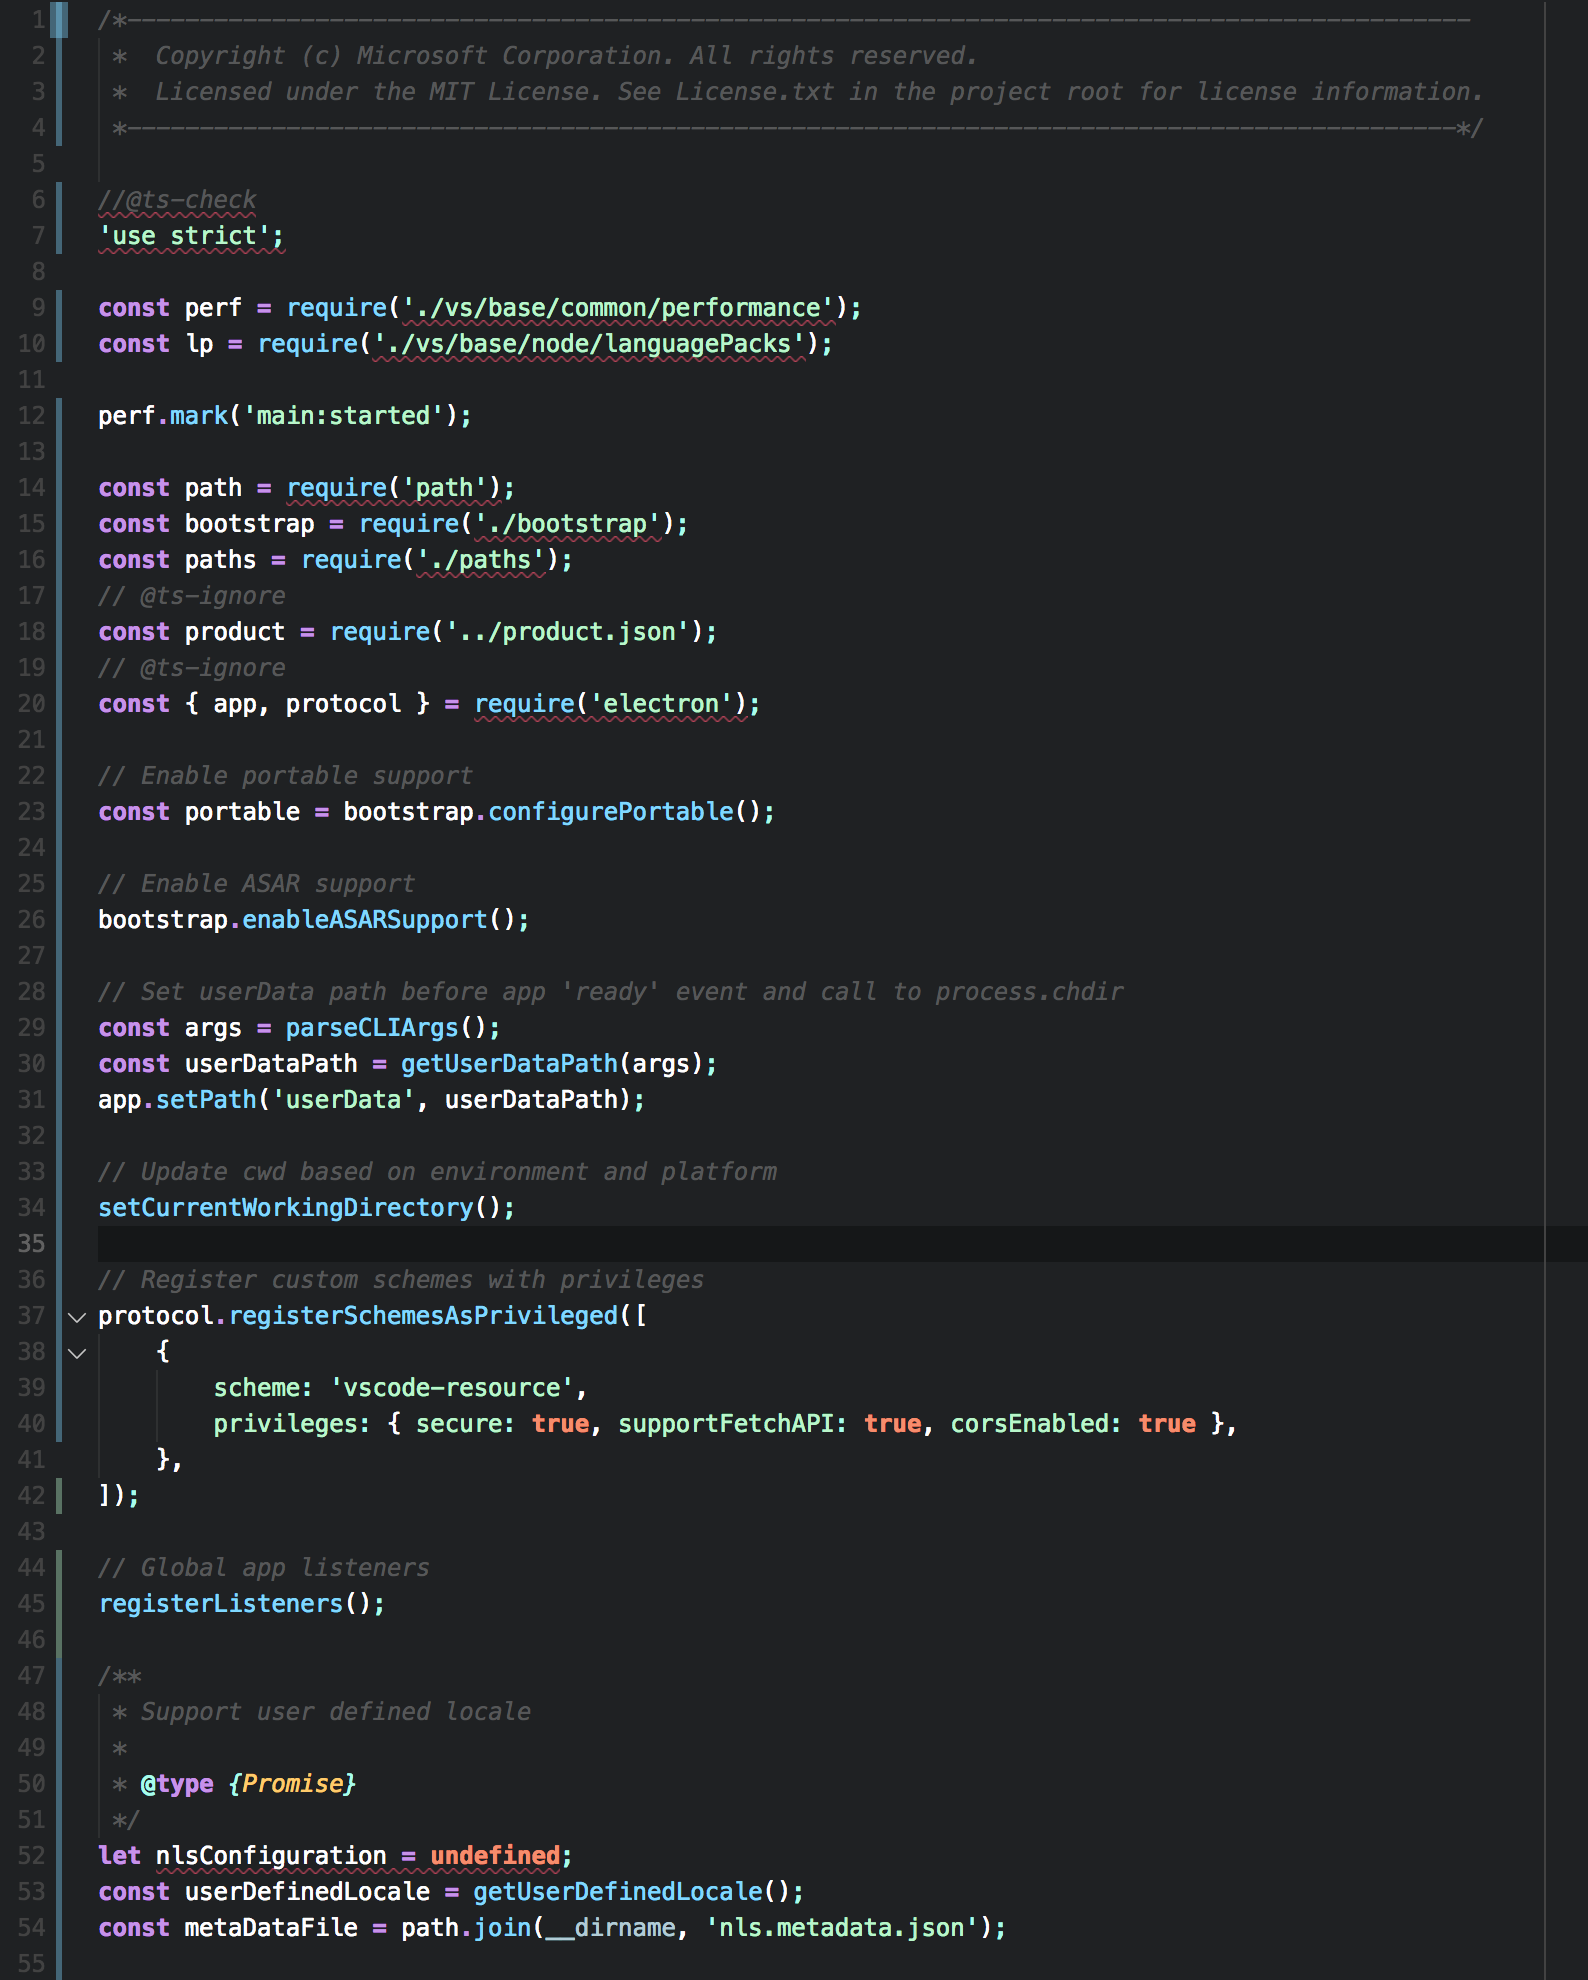 1 /*---------------------------------------------------------------------------------------------
2  *  Copyright (c) Microsoft Corporation. All rights reserved.
3  *  Licensed under the MIT License. See License.txt in the project root for license information.
4  *--------------------------------------------------------------------------------------------*/
5
6 //@ts-check
7 'use strict';
8
9 const perf = require('./vs/base/common/performance');
10 const lp = require('./vs/base/node/languagePacks');
11
12 perf.mark('main:started');
13
14 const path = require('path');
15 const bootstrap = require('./bootstrap');
16 const paths = require('./paths');
17 // @ts-ignore
18 const product = require('../product.json');
19 // @ts-ignore
20 const { app, protocol } = require('electron');
21
22 // Enable portable support
23 const portable = bootstrap.configurePortable();
24
25 // Enable ASAR support
26 bootstrap.enableASARSupport();
27
28 // Set userData path before app 'ready' event and call to process.chdir
29 const args = parseCLIArgs();
30 const userDataPath = getUserDataPath(args);
31 app.setPath('userData', userDataPath);
32
33 // Update cwd based on environment and platform
34 setCurrentWorkingDirectory();
35
36 // Register custom schemes with privileges
37 protocol.registerSchemesAsPrivileged([
38     {
39         scheme: 'vscode-resource',
40         privileges: { secure: true, supportFetchAPI: true, corsEnabled: true },
41     },
42 ]);
43
44 // Global app listeners
45 registerListeners();
46
47 /**
48  * Support user defined locale
49  *
50  * @type {Promise}
51  */
52 let nlsConfiguration = undefined;
53 const userDefinedLocale = getUserDefinedLocale();
54 const metaDataFile = path.join(__dirname, 'nls.metadata.json');
55